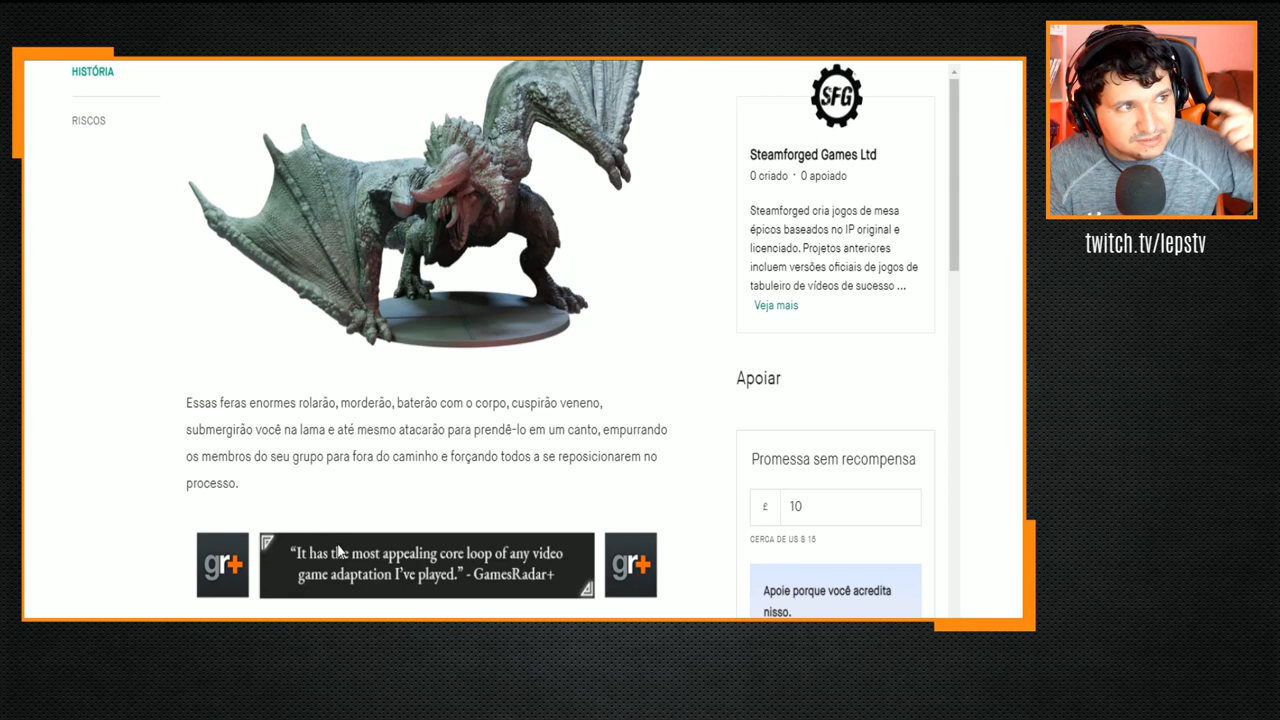 HISTÓRIA
RISCOS
SFG
Steamforged Games Ltd
0 criado · 0 apoiado
Steamforged cria jogos de mesa
épicos baseados no IP original e
licenciado. Projetos anteriores
incluem versões oficiais de jogos de
tabuleiro de vídeos de sucesso ...
Veja mais
Apoiar
Essas feras enormes rolarão, morderão, baterão com o corpo, cuspirão veneno,
submergirão você na lama e até mesmo atacarão para prendê-lo em um canto, empurrando
os membros do seu grupo para fora do caminho e forçando todos a se reposicionarem no
processo.
Promessa sem recompensa
£ 10
CERCA DE US $ 15
Apoie porque você acredita
nisso.
gr+
“It has the most appealing core loop of any video
game adaptation I’ve played.” - GamesRadar+
gr+
twitch.tv/lepstv